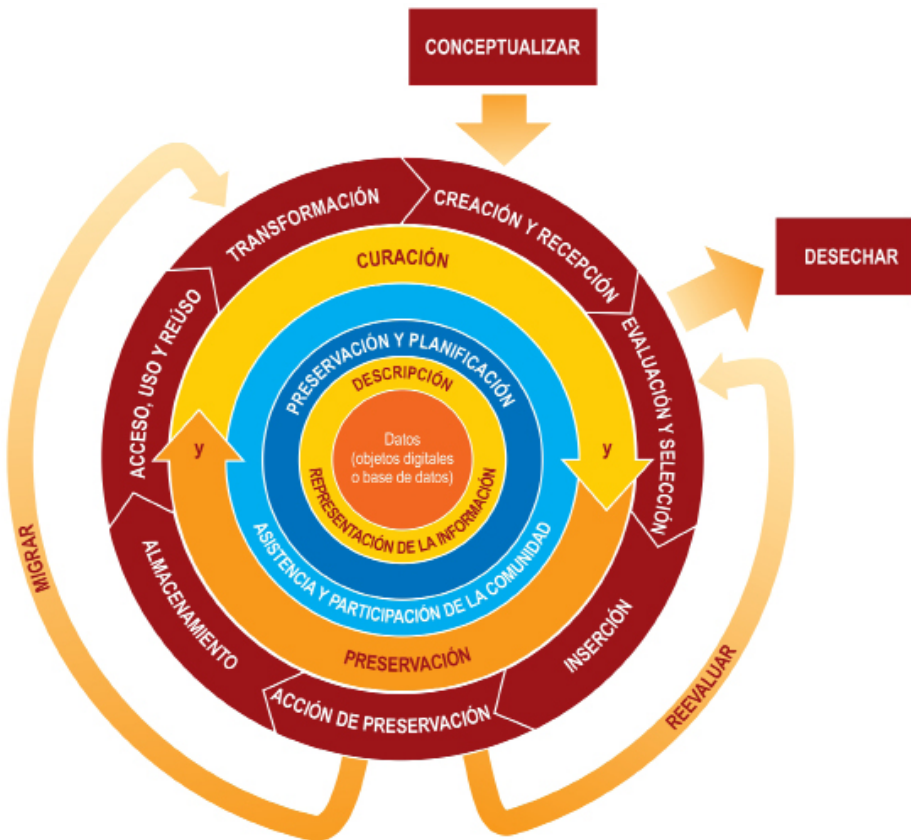 CONCEPTUALIZAR
DESECHAR
TRANSFORMACIÓN
CREACIÓN Y RECEPCIÓN
EVALUACIÓN Y SELECCIÓN
INSERCIÓN
ACCIÓN DE PRESERVACIÓN
ALMACENAMIENTO
ACCESO, USO Y REÚSO
CURACIÓN
y
PRESERVACIÓN
y
PRESERVACIÓN Y PLANIFICACIÓN
ASISTENCIA Y PARTICIPACIÓN DE LA COMUNIDAD
DESCRIPCIÓN
REPRESENTACIÓN DE LA INFORMACIÓN
Datos
(objetos digitales
o base de datos)
MIGRAR
REEVALUAR